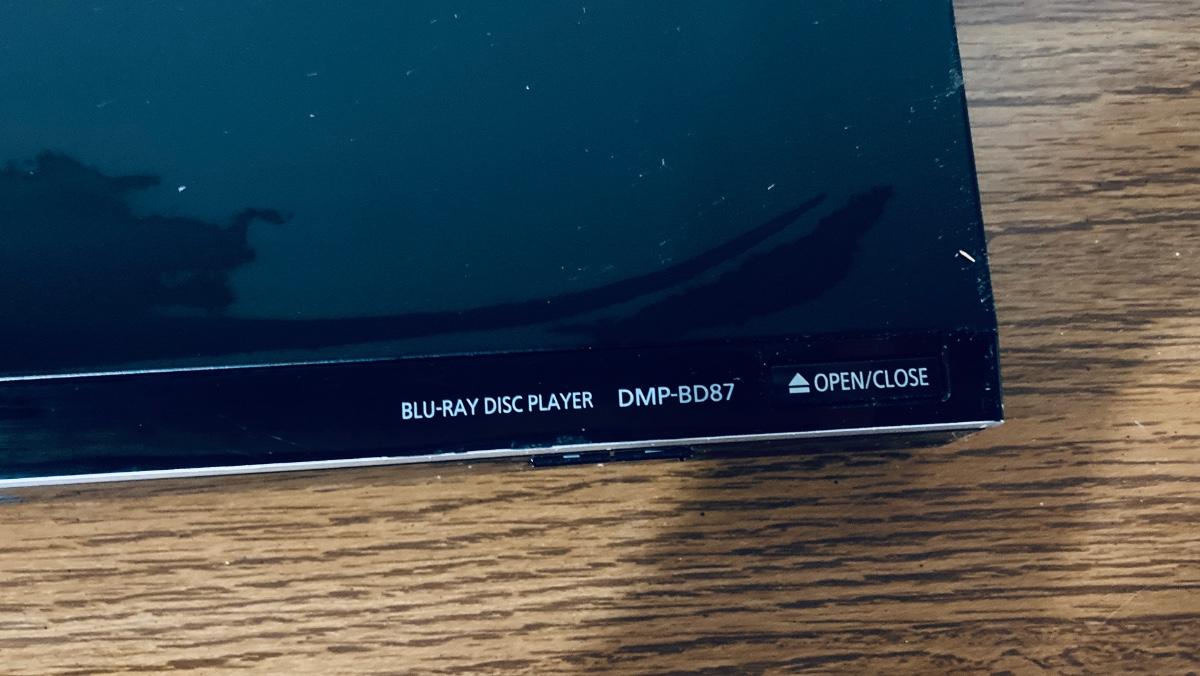 BLU-RAY DISC PLAYER DMP-BD87 ⏏OPEN/CLOSE